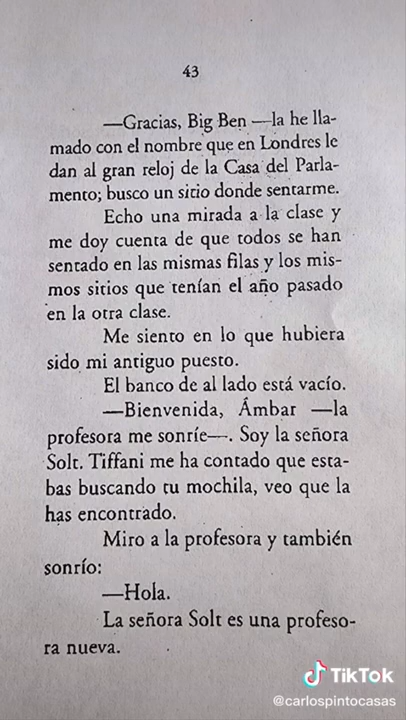 43
—Gracias, Big Ben —la he lla-
mado con el nombre que en Londres le
dan al gran reloj de la Casa del Parla-
mento; busco un sitio donde sentarme.
Echo una mirada a la clase y
me doy cuenta de que todos se han
sentado en las mismas filas y los mis-
mos sitios que tenían el año pasado
en la otra clase.
Me siento en lo que hubiera
sido mi antiguo puesto.
El banco de al lado está vacío.
—Bienvenida, Ámbar —la
profesora me sonríe—. Soy la señora
Solt. Tiffani me ha contado que esta-
bas buscando tu mochila, veo que la
has encontrado.
Miro a la profesora y también
sonrío:
—Hola.
La señora Solt es una profeso-
ra nueva.
TikTok
@carlospintocasas